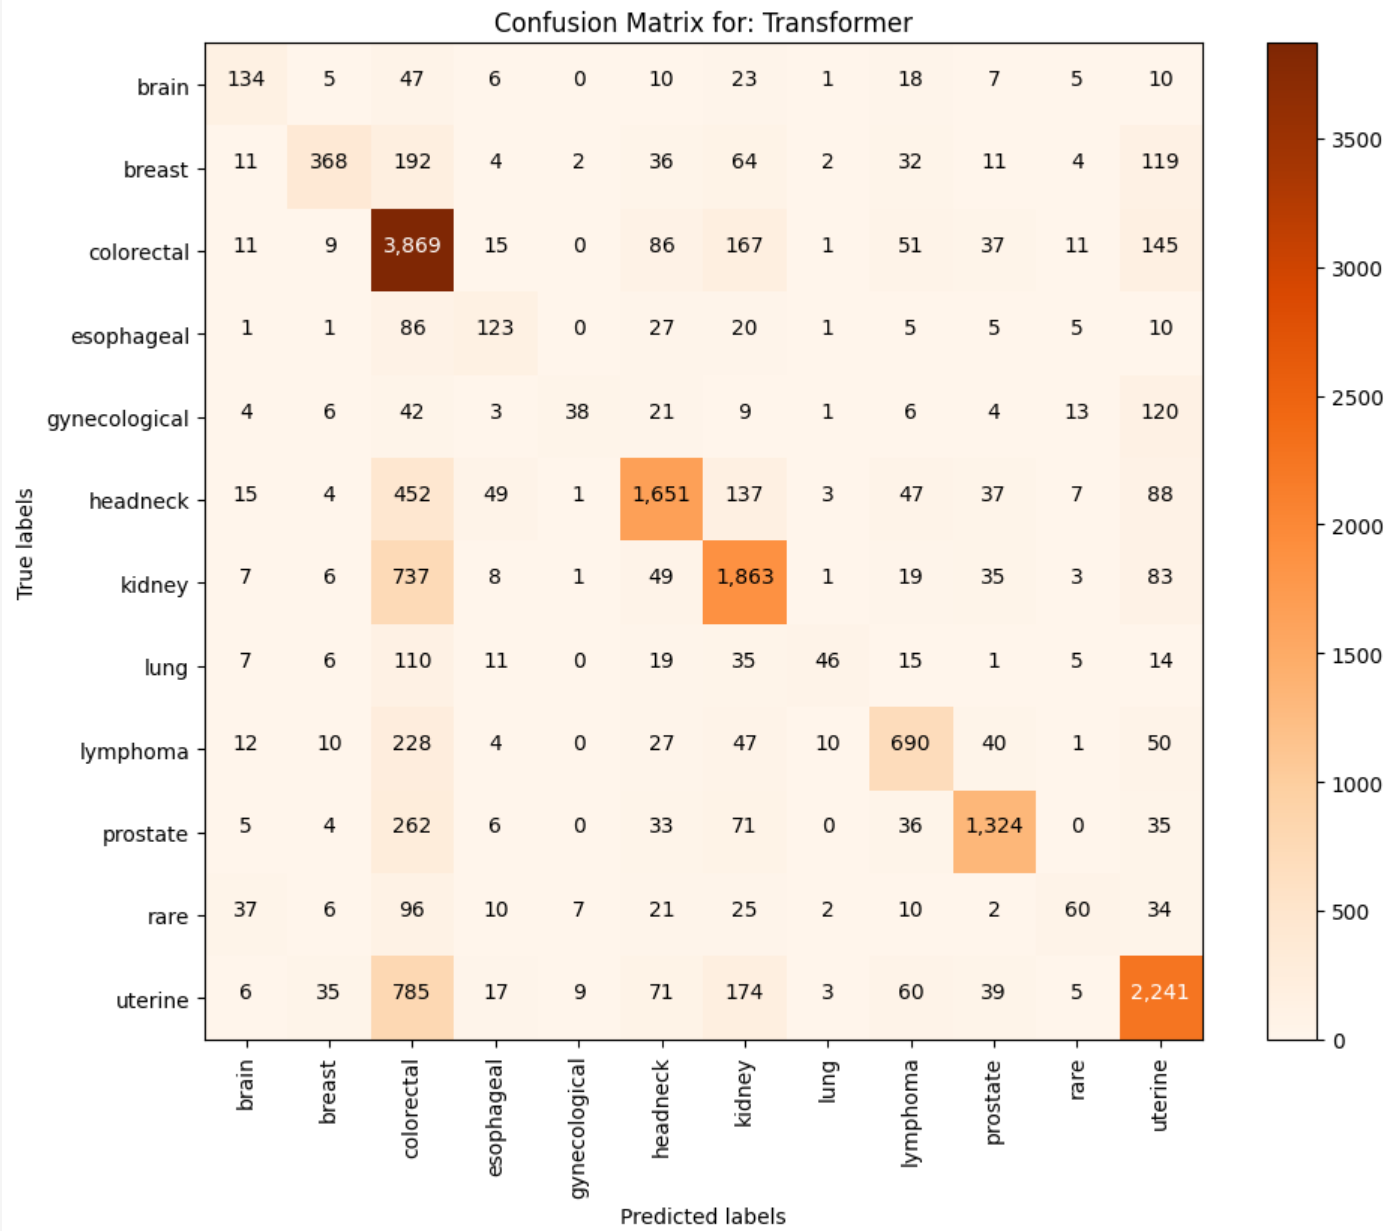 Confusion Matrix for: Transformer
brain 134 5 47 6 0 10 23 1 18 7 5 10
breast 11 368 192 4 2 36 64 2 32 11 4 119
colorectal 11 9 3,869 15 0 86 167 1 51 37 11 145
esophageal 1 1 86 123 0 27 20 1 5 5 5 10
gynecological 4 6 42 3 38 21 9 1 6 4 13 120
headneck 15 4 452 49 1 1,651 137 3 47 37 7 88
kidney 7 6 737 8 1 49 1,863 1 19 35 3 83
lung 7 6 110 11 0 19 35 46 15 1 5 14
lymphoma 12 10 228 4 0 27 47 10 690 40 1 50
prostate 5 4 262 6 0 33 71 0 36 1,324 0 35
rare 37 6 96 10 7 21 25 2 10 2 60 34
uterine 6 35 785 17 9 71 174 3 60 39 5 2,241
True labels
brain breast colorectal esophageal gynecological headneck kidney lung lymphoma prostate rare uterine
Predicted labels
3500
3000
2500
2000
1500
1000
500
0